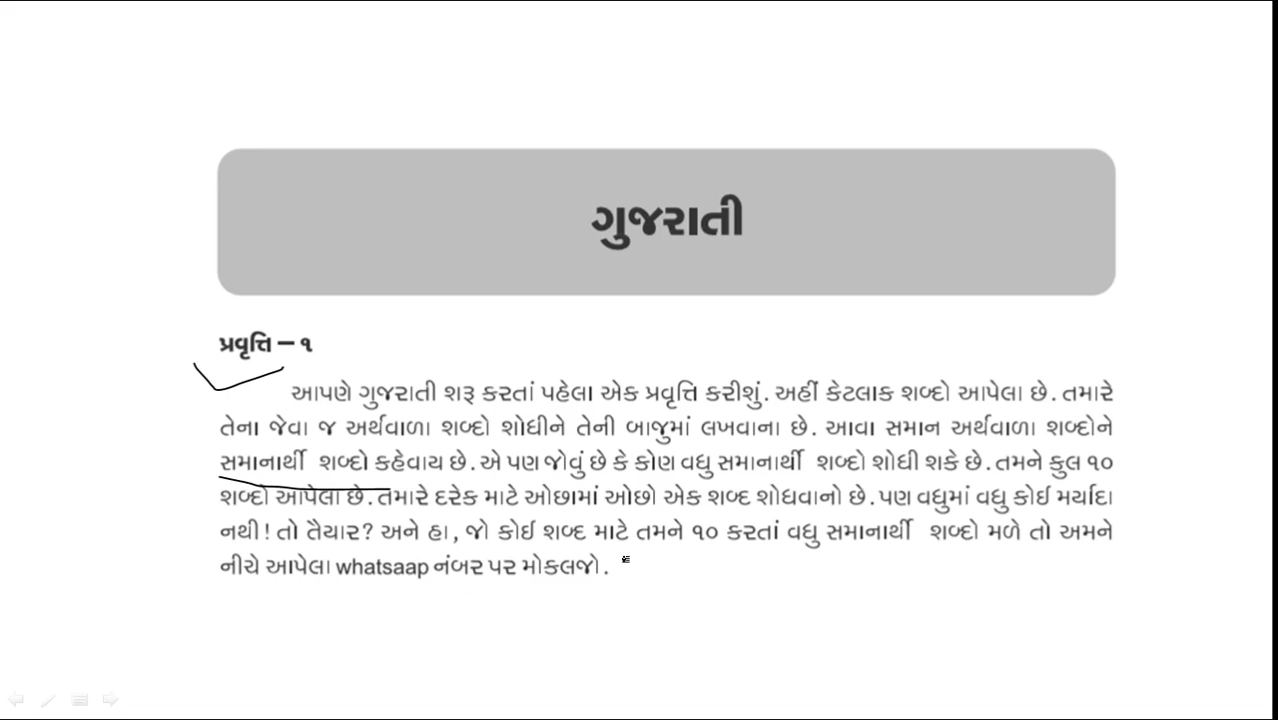 ગુજરાતી
પ્રવૃત્તિ – ૧
આપણે ગુજરાતી શરૂ કરતાં પહેલા એક પ્રવૃત્તિ કરીશું. અહીં કેટલાક શબ્દો આપેલા છે. તમારે
તેના જેવા જ અર્થવાળા શબ્દો શોધીને તેની બાજુમાં લખવાના છે. આવા સમાન અર્થવાળા શબ્દોને
સમાનાર્થી શબ્દો કહેવાય છે. એ પણ જોવું છે કે કોણ વધુ સમાનાર્થી શબ્દો શોધી શકે છે. તમને કુલ ૧૦
શબ્દો આપેલા છે. તમારે દરેક માટે ઓછામાં ઓછો એક શબ્દ શોધવાનો છે. પણ વધુમાં વધુ કોઈ મર્યાદા
નથી! તો તૈયાર? અને હા, જો કોઈ શબ્દ માટે તમને ૧૦ કરતાં વધુ સમાનાર્થી શબ્દો મળે તો અમને
નીચે આપેલા whatsaap નંબર પર મોકલજો.